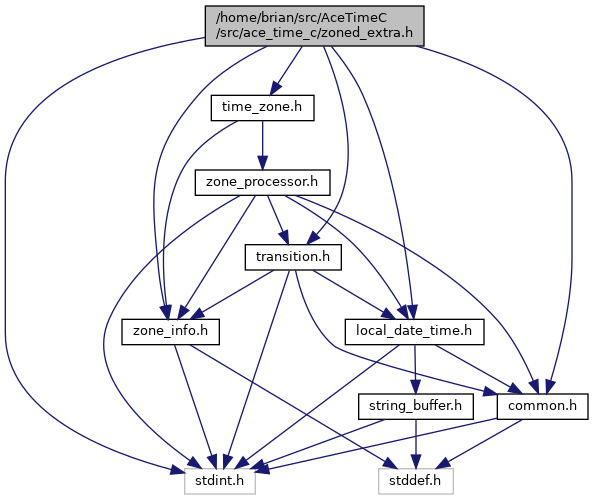 /home/brian/src/AceTimeC
/src/ace_time_c/zoned_extra.h
time_zone.h
zone_processor.h
transition.h
zone_info.h
local_date_time.h
string_buffer.h
common.h
stdint.h
stddef.h